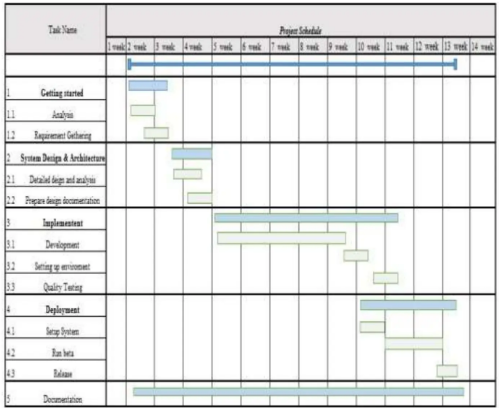 Task Name
Project Schedule
1 week 2 week 3 week 4 week 5 week 6 week 7 week 8 week 9 week 10 week 11 week 12 week 13 week 14 week
1 Getting started
1.1 Analysis
1.2 Requirement Gethering
2 System Design & Architecture
2.1 Detailed deign and analysis
2.2 Prepare design documentation
3 Implementent
3.1 Development
3.2 Setting up enviroment
3.3 Quality Testing
4 Deployment
4.1 Setup System
4.2 Run beta
4.3 Release
5 Documentation